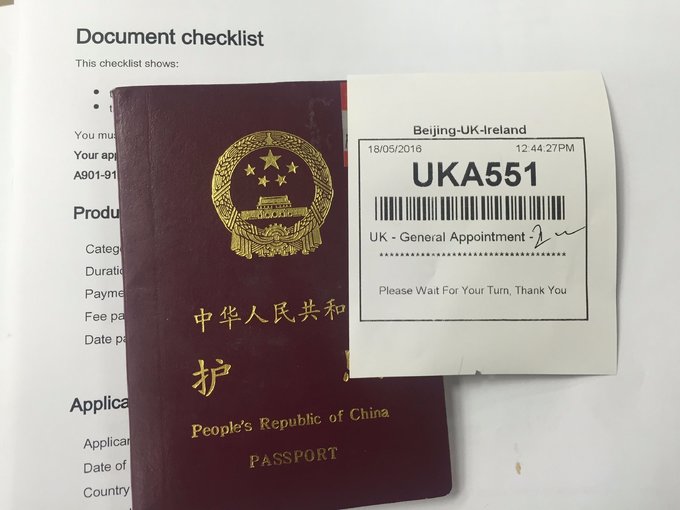 Document checklist
This checklist shows:
You mus
Your app
A901-91
Produ
Catego
Duratio
Payme
Fee pa
Date pa
Applica
Applican
Date of
Country
中华人民共和
护
People's Republic of China
PASSPORT
Beijing-UK-Ireland
18/05/2016 12:44:27PM
UKA551
UK - General Appointment -
****************************************
Please Wait For Your Turn, Thank You